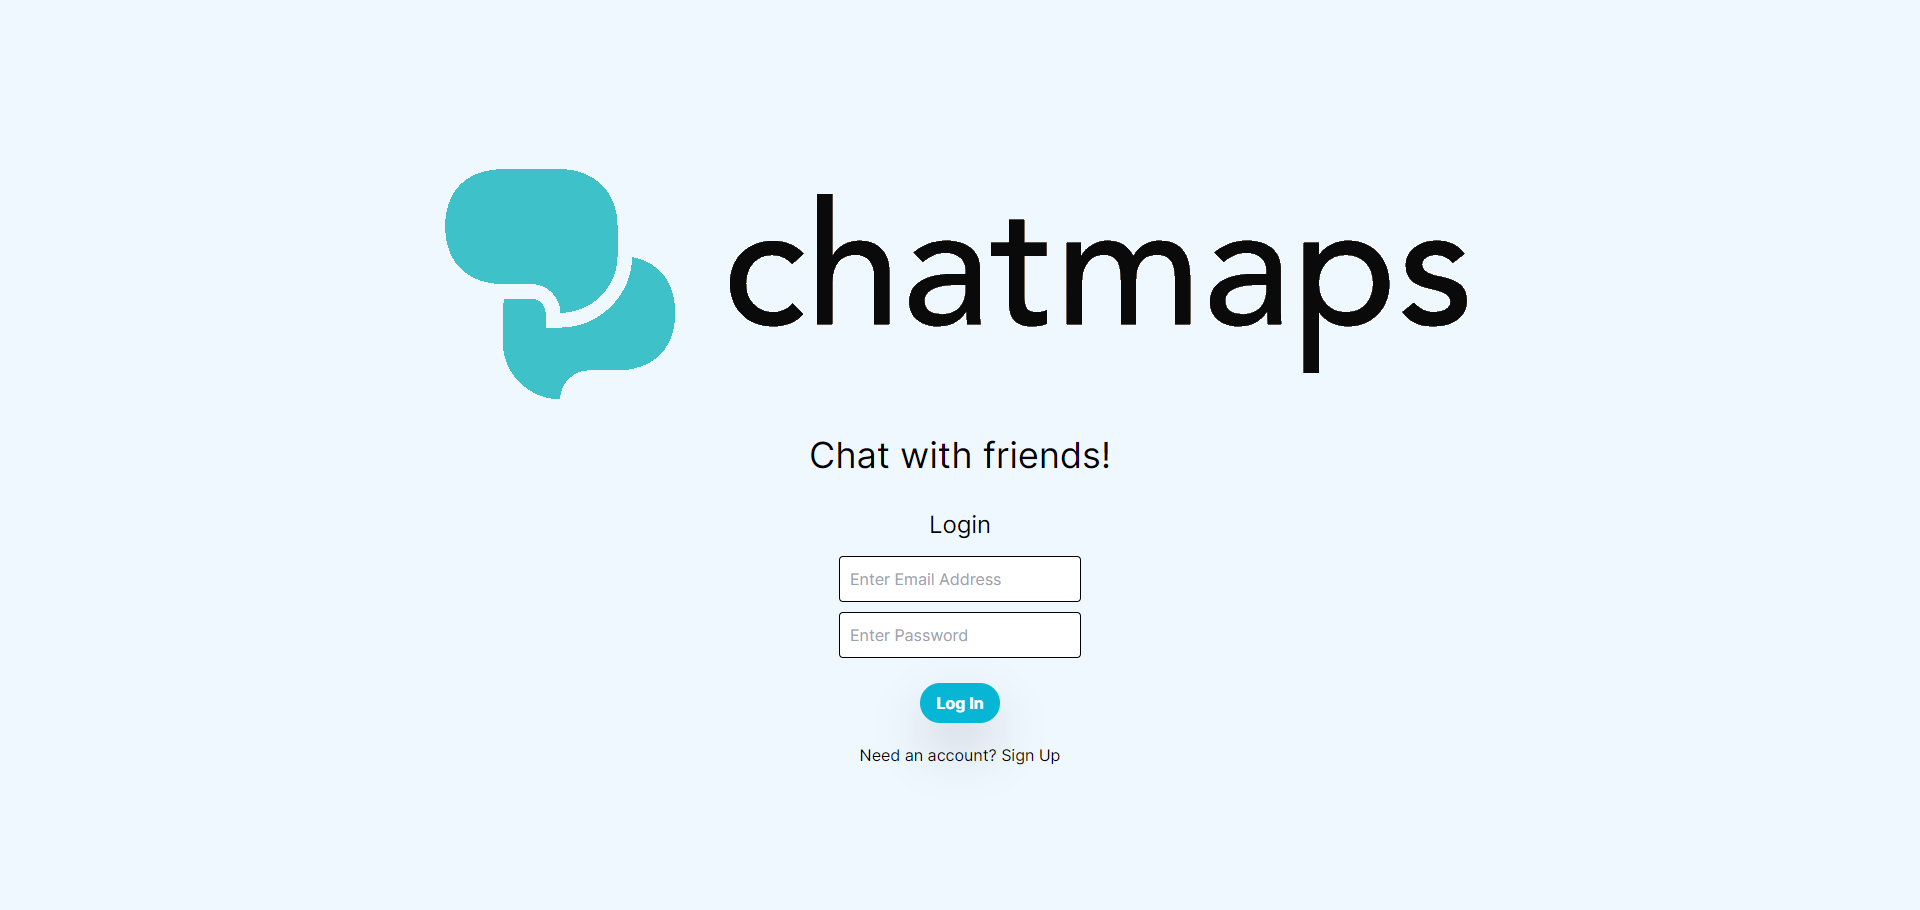 chatmaps
Chat with friends!
Login
Enter Email Address
Enter Password
Log In
Need an account? Sign Up